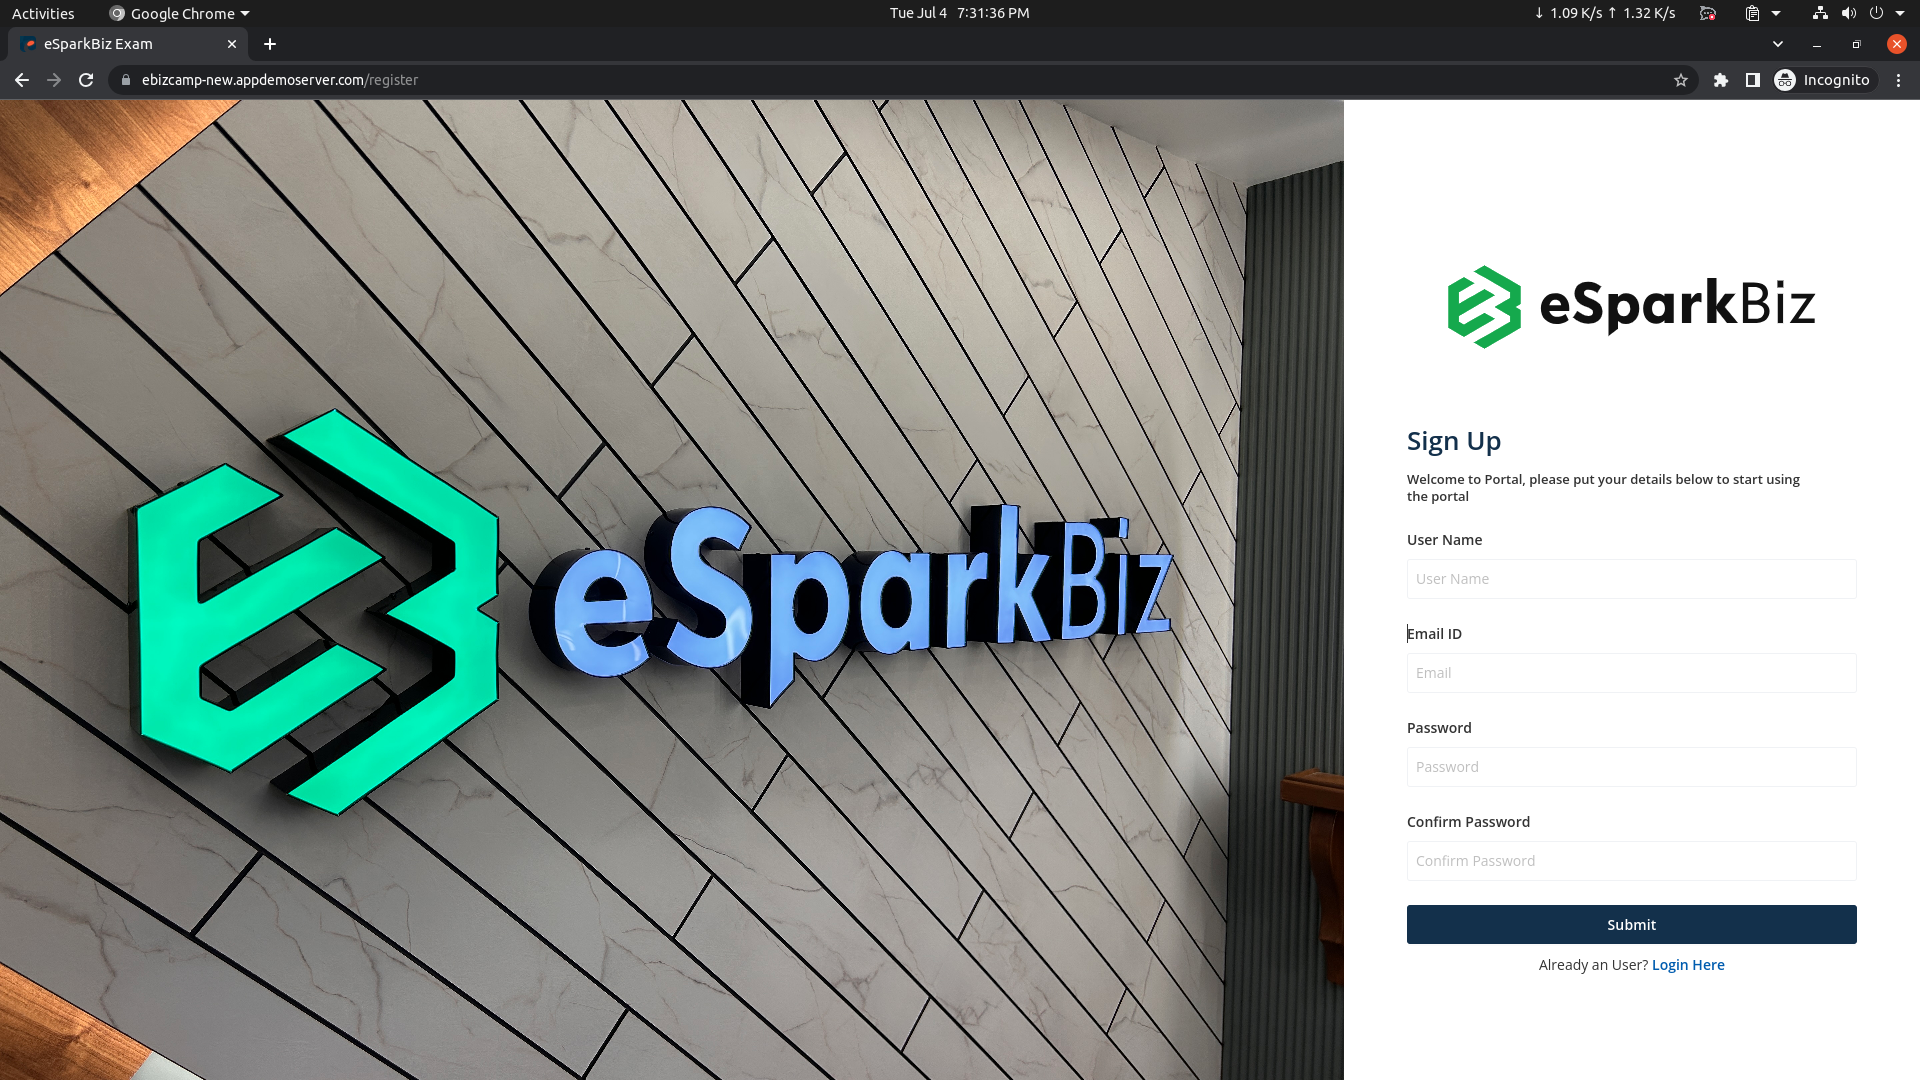 Activities
Google Chrome
Tue Jul 4 7:31:36 PM
↓ 1.09 K/s ↑ 1.32 K/s
eSparkBiz Exam
ebizcamp-new.appdemoserver.com/register
Incognito
eSparkBiz
eSparkBiz
Sign Up
Welcome to Portal, please put your details below to start using
the portal
User Name
User Name
Email ID
Email
Password
Password
Confirm Password
Confirm Password
Submit
Already an User? Login Here